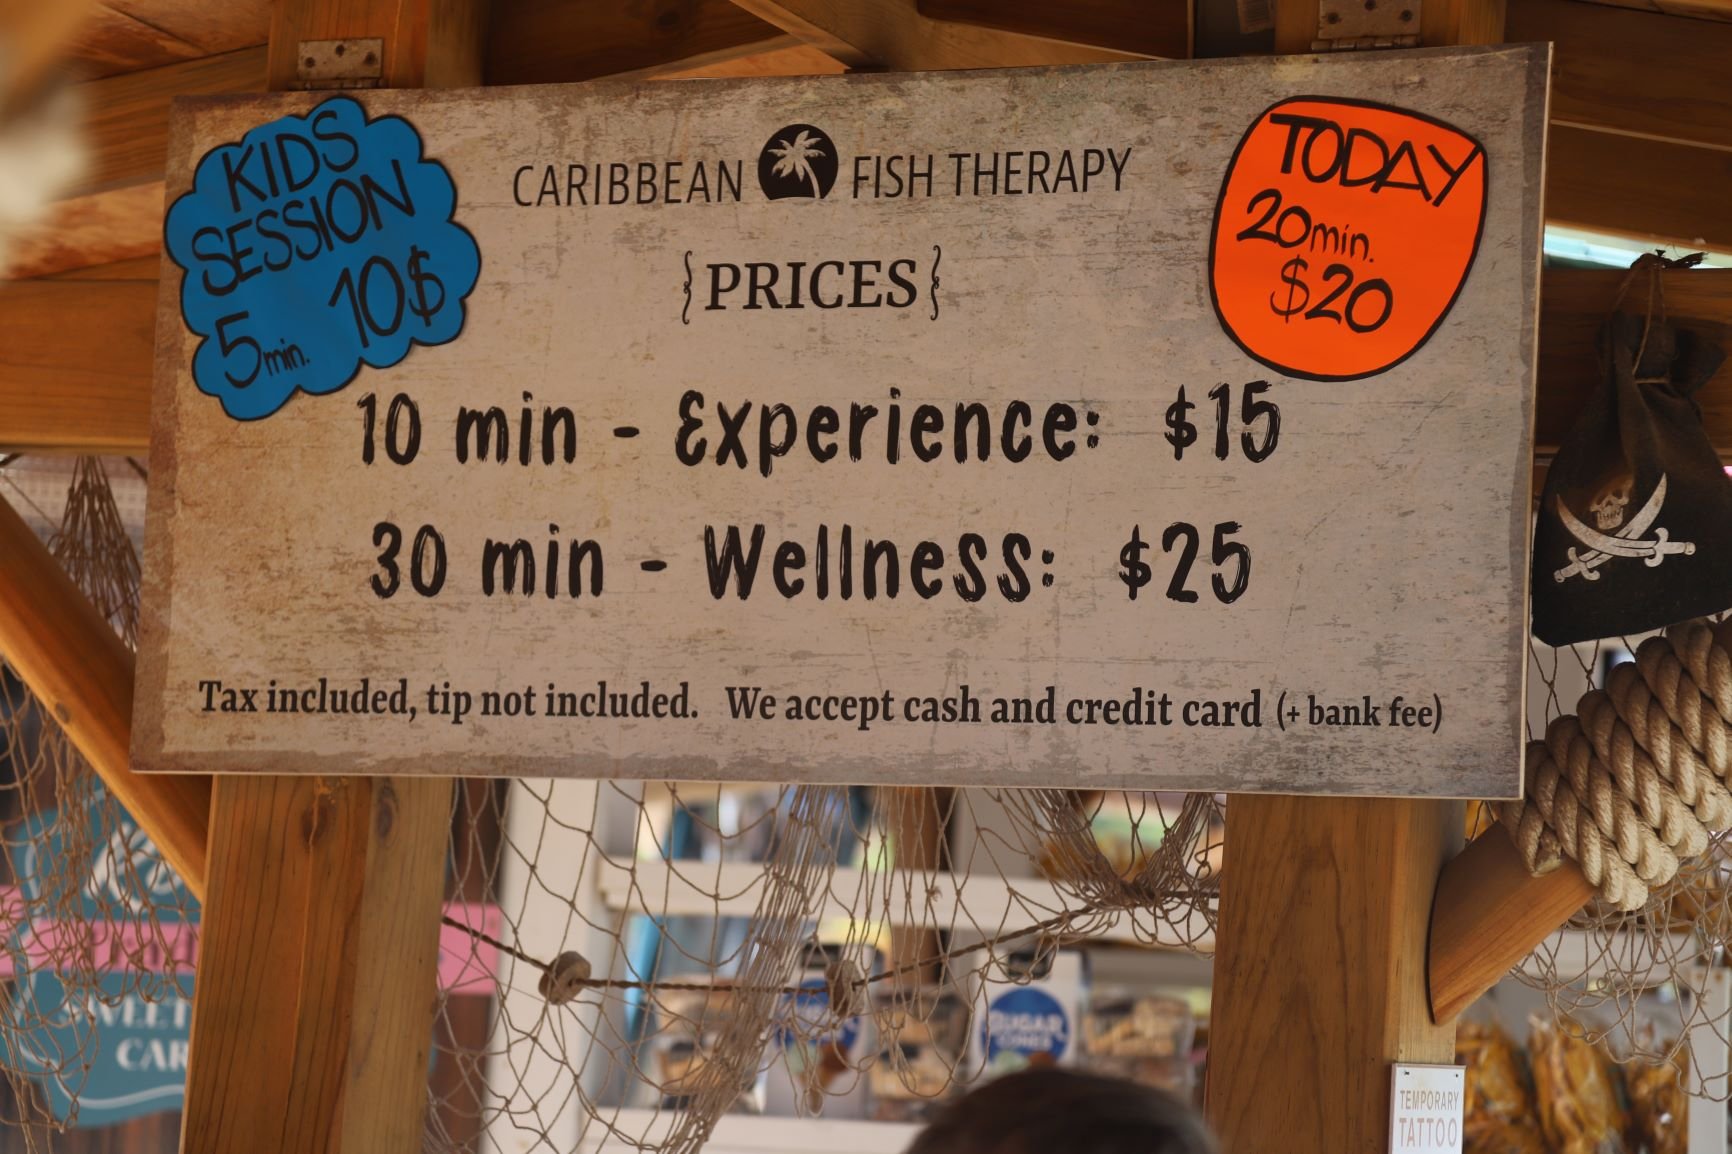 KIDS
SESSION
5min. 10$
CARIBBEAN FISH THERAPY
{PRICES}
TODAY
20min.
$20
10 min - Experience: $15
30 min - Wellness: $25
Tax included, tip not included. We accept cash and credit card (+ bank fee)
SUGAR
CONES
TEMPORARY
TATTOO